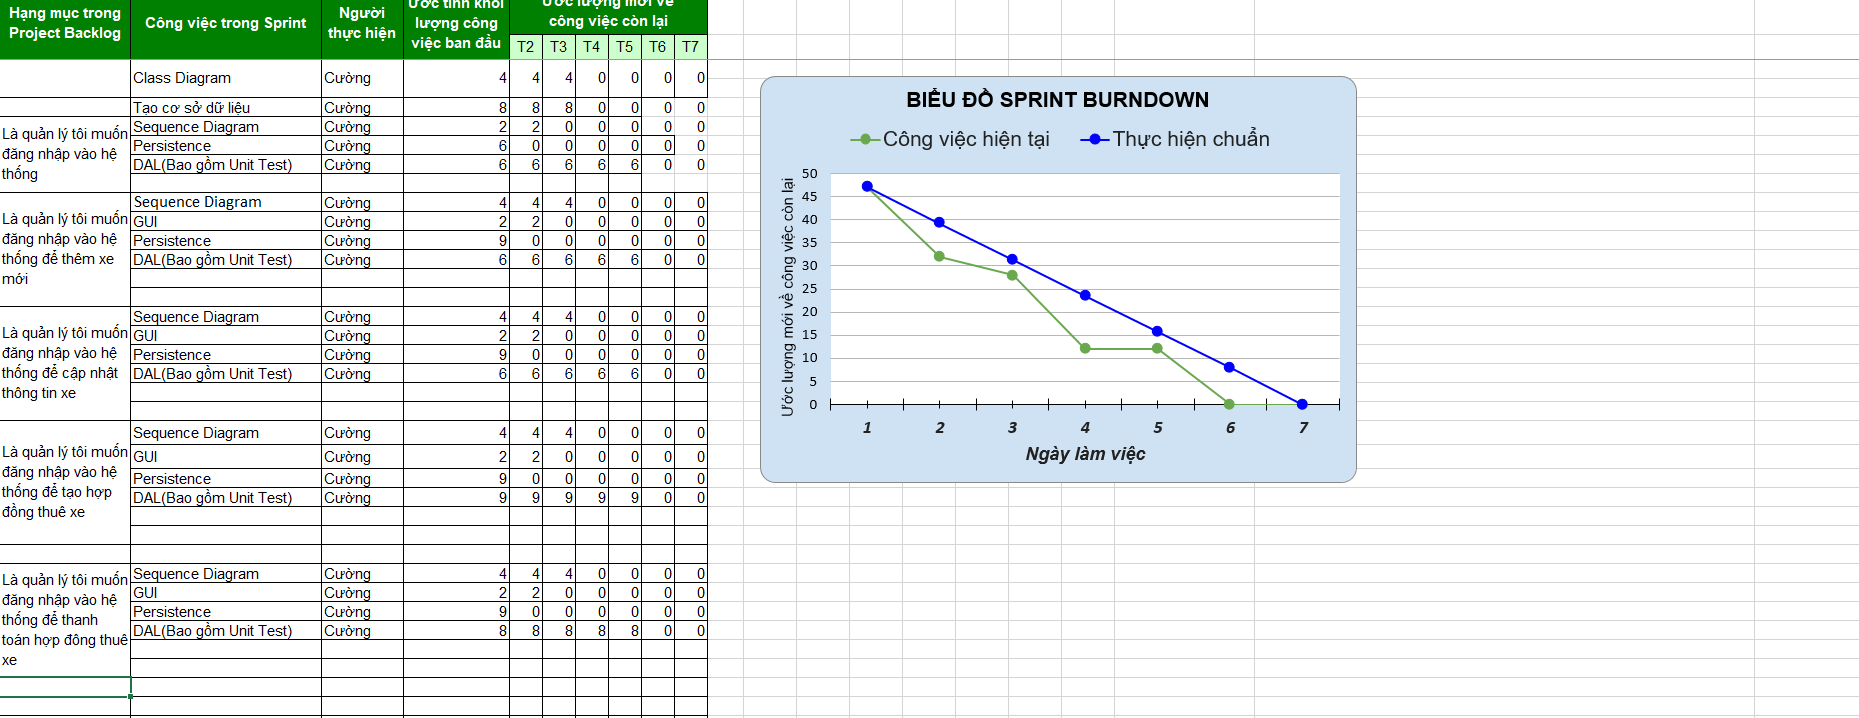 Hạng mục trong
Project Backlog
Công việc trong Sprint
Người
thực hiện
Ước tính khối
lượng công
việc ban đầu
Ước lượng mới về
công việc còn lại
T2 T3 T4 T5 T6 T7
Class Diagram Cường 4 4 4 0 0 0 0
Tạo cơ sở dữ liệu Cường 8 8 8 0 0 0 0
Là quản lý tôi muốn
đăng nhập vào hệ
thống
Sequence Diagram Cường 2 2 0 0 0 0 0
Persistence Cường 6 0 0 0 0 0 0
DAL(Bao gồm Unit Test) Cường 6 6 6 6 6 0 0
Là quản lý tôi muốn
đăng nhập vào hệ
thống để thêm xe
mới
Sequence Diagram Cường 4 4 4 0 0 0 0
GUI Cường 2 2 0 0 0 0 0
Persistence Cường 9 0 0 0 0 0 0
DAL(Bao gồm Unit Test) Cường 6 6 6 6 6 0 0
Là quản lý tôi muốn
đăng nhập vào hệ
thống để cập nhật
thông tin xe
Sequence Diagram Cường 4 4 4 0 0 0 0
GUI Cường 2 2 0 0 0 0 0
Persistence Cường 9 0 0 0 0 0 0
DAL(Bao gồm Unit Test) Cường 6 6 6 6 6 0 0
Là quản lý tôi muốn
đăng nhập vào hệ
thống để tạo hợp
đồng thuê xe
Sequence Diagram Cường 4 4 4 0 0 0 0
GUI Cường 2 2 0 0 0 0 0
Persistence Cường 9 0 0 0 0 0 0
DAL(Bao gồm Unit Test) Cường 9 9 9 9 9 0 0
Là quản lý tôi muốn
đăng nhập vào hệ
thống để thanh
toán hợp đông thuê
xe
Sequence Diagram Cường 4 4 4 0 0 0 0
GUI Cường 2 2 0 0 0 0 0
Persistence Cường 9 0 0 0 0 0 0
DAL(Bao gồm Unit Test) Cường 8 8 8 8 8 0 0
BIỂU ĐỒ SPRINT BURNDOWN
Công việc hiện tại Thực hiện chuẩn
Ước lượng mới về công việc còn lại
50
45
40
35
30
25
20
15
10
5
0
1 2 3 4 5 6 7
Ngày làm việc